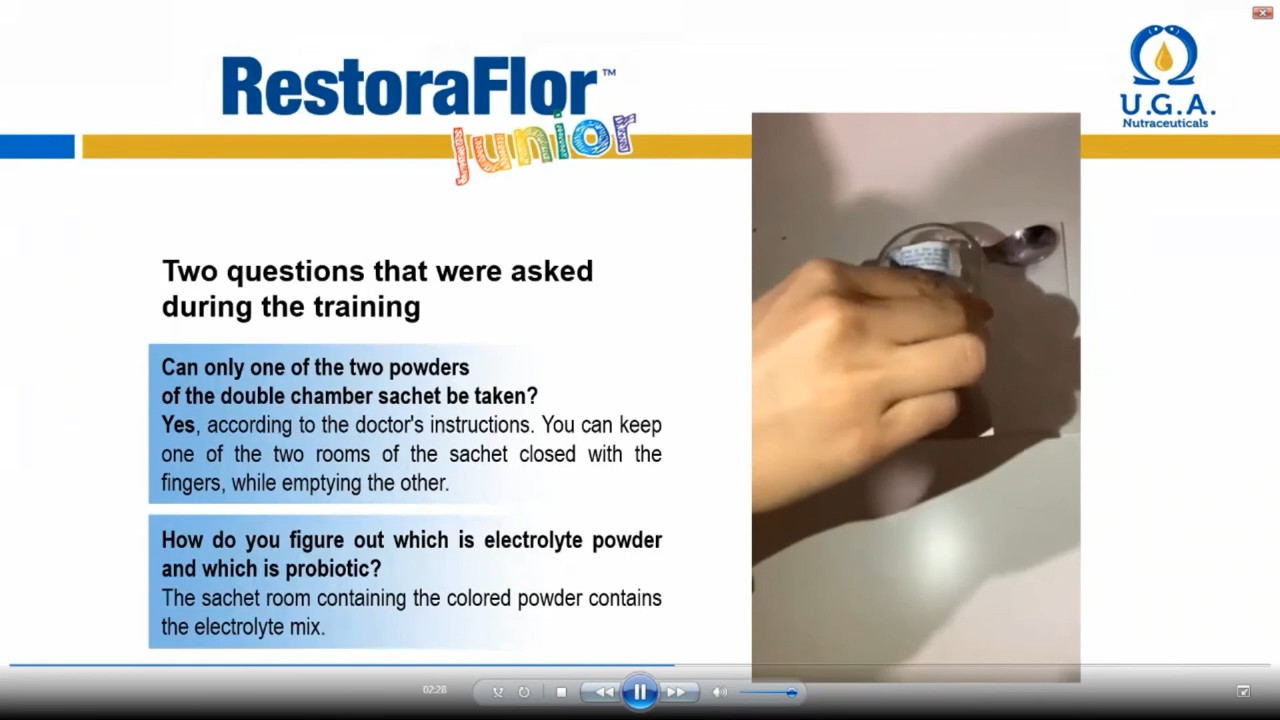 RestoraFlor™
Junior
U.G.A.
Nutraceuticals
Two questions that were asked
during the training
Can only one of the two powders
of the double chamber sachet be taken?
Yes, according to the doctor's instructions. You can keep
one of the two rooms of the sachet closed with the
fingers, while emptying the other.
How do you figure out which is electrolyte powder
and which is probiotic?
The sachet room containing the colored powder contains
the electrolyte mix.
02:28